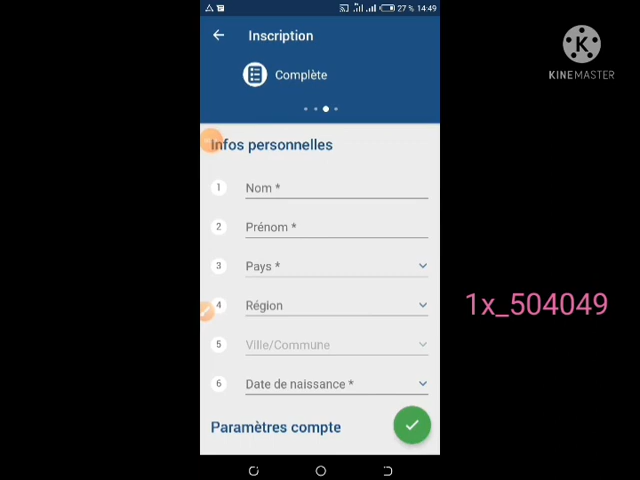 27 % 14:49
Inscription
Complète
K
KINEMASTER
Infos personnelles
1 Nom *
2 Prénom *
3 Pays *
4 Région
1x_504049
5 Ville/Commune
6 Date de naissance *
Paramètres compte